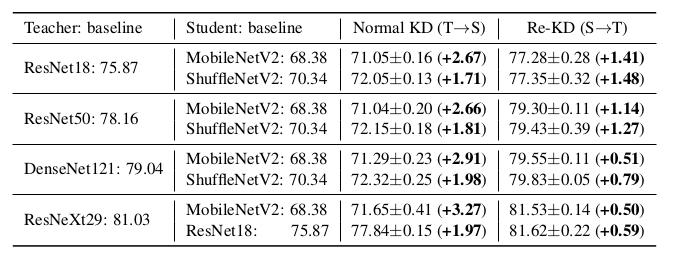 Teacher: baseline Student: baseline Normal KD (T→S) Re-KD (S→T)
ResNet18: 75.87 MobileNetV2: 68.38 71.05±0.16 (+2.67) 77.28±0.28 (+1.41)
ShuffleNetV2: 70.34 72.05±0.13 (+1.71) 77.35±0.32 (+1.48)
ResNet50: 78.16 MobileNetV2: 68.38 71.04±0.20 (+2.66) 79.30±0.11 (+1.14)
ShuffleNetV2: 70.34 72.15±0.18 (+1.81) 79.43±0.39 (+1.27)
DenseNet121: 79.04 MobileNetV2: 68.38 71.29±0.23 (+2.91) 79.55±0.11 (+0.51)
ShuffleNetV2: 70.34 72.32±0.25 (+1.98) 79.83±0.05 (+0.79)
ResNeXt29: 81.03 MobileNetV2: 68.38 71.65±0.41 (+3.27) 81.53±0.14 (+0.50)
ResNet18: 75.87 77.84±0.15 (+1.97) 81.62±0.22 (+0.59)